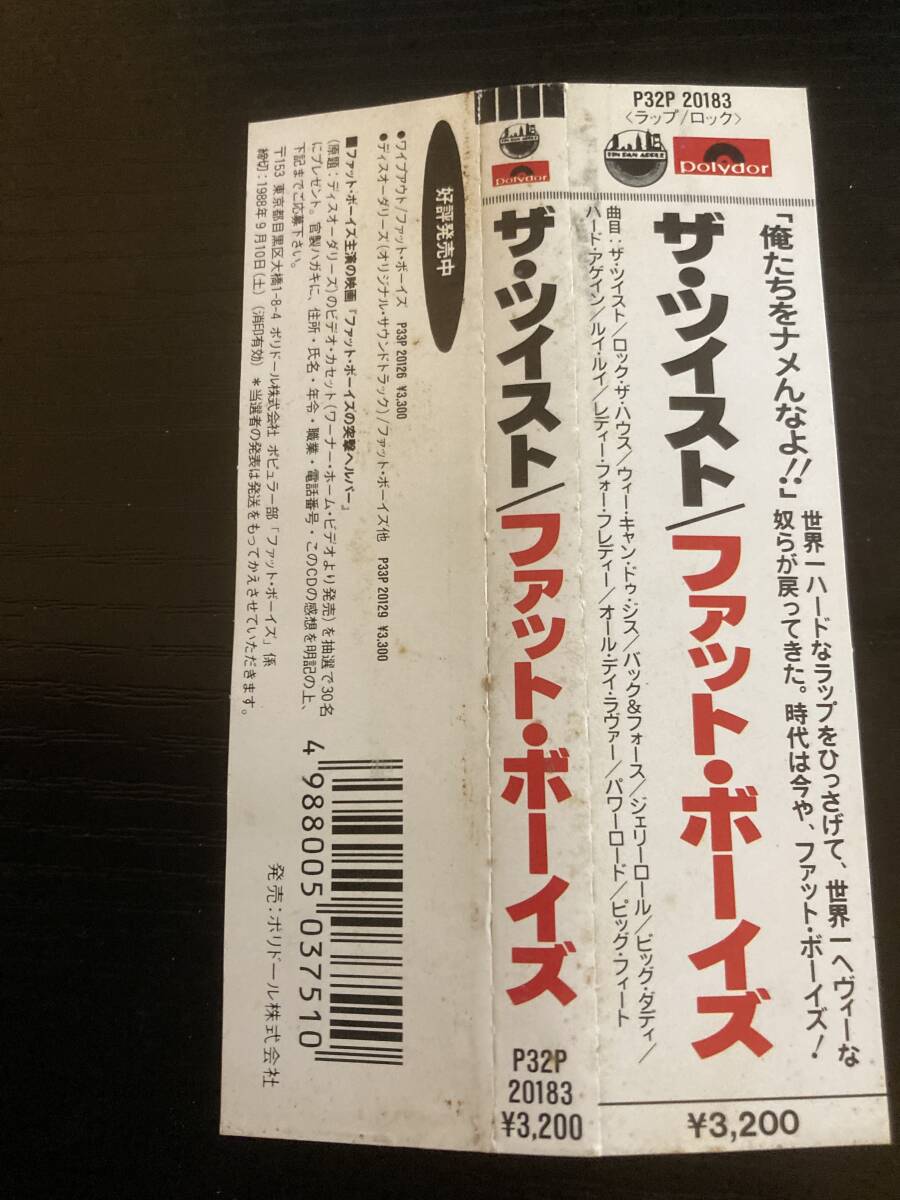 P32P 20183
〈ラップ/ロック〉
TIN PAN APPLE
polydor
「俺たちをナメんなよ!!」
世界一ハードなラップをひっさげて、世界一ヘヴィーな
奴らが戻ってきた。時代は今や、ファット・ボーイズ!
ザ・ツイスト/ファット・ボーイズ
曲目：ザ・ツイスト/ロック・ザ・ハウス/ウィー・キャン・ドゥ・ジス/バック&フォース/ジェリーロール/ビッグ・ダディ/
ハード・アゲイン/ルイ・ルイ/レディー・フォー・フレディー/オール・デイ・ラヴァー/パワーロード/ビッグ・フィート
¥3,200
polydor
ザ・ツイスト/ファット・ボーイズ
P32P
20183
¥3,200
好評発売中
●ワイプアウト/ファット・ボーイズ P33P 20126 ¥3,300
●ディスオーダリーズ(オリジナル・サウンドトラック)/ファット・ボーイズ他 P33P 20129 ¥3,300
■ファット・ボーイズ主演の映画『ファット・ボーイズの突撃ヘルパー』
(原題：ディスオーダリーズ)のビデオ・カセット(ワーナー・ホーム・ビデオより発売)を抽選で30名
にプレゼント。官製ハガキに、住所・氏名・年令・職業・電話番号・このCDの感想を明記の上、
下記までご応募下さい。
〒153 東京都目黒区大橋1-8-4 ポリドール株式会社 ポピュラー部「ファット・ボーイズ」係
締切：1988年9月10日(土)(消印有効) *当選者の発表は発送をもってかえさせていただきます。
4 988005 037510
発売：ポリドール株式会社